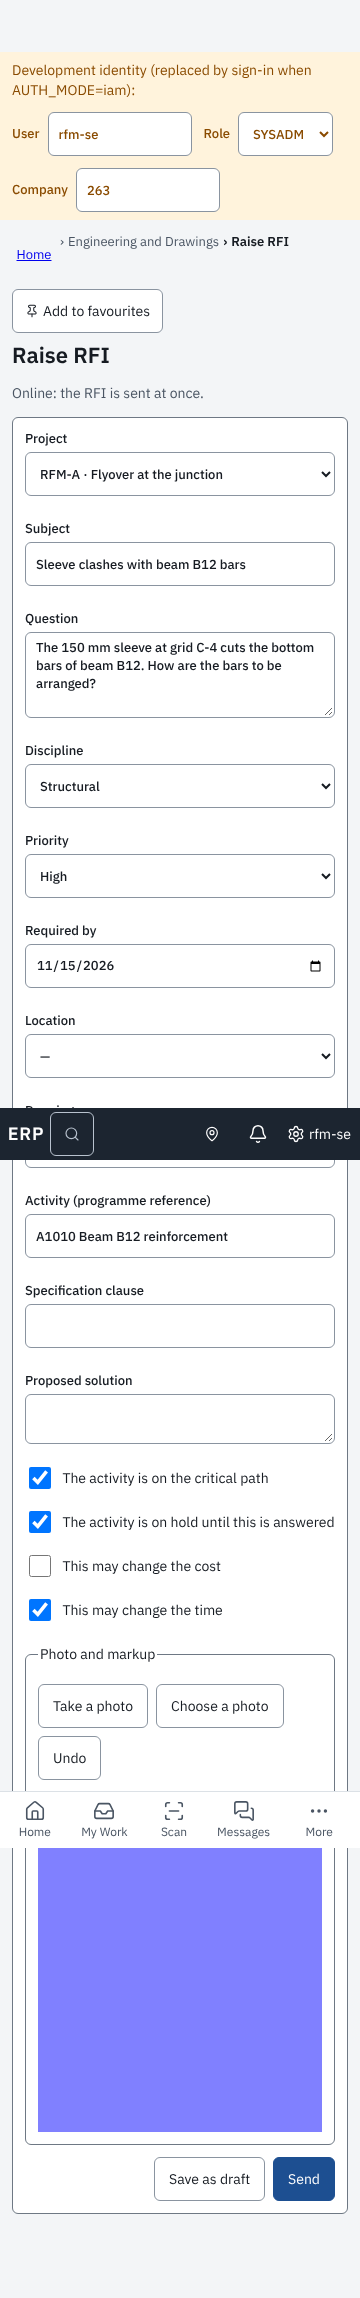 Development identity (replaced by sign-in when
AUTH_MODE=iam):
User rfm-se Role SYSADM
Company 263
Home › Engineering and Drawings › Raise RFI
Add to favourites
Raise RFI
Online: the RFI is sent at once.
Project
RFM-A · Flyover at the junction
Subject
Sleeve clashes with beam B12 bars
Question
The 150 mm sleeve at grid C-4 cuts the bottom
bars of beam B12. How are the bars to be
arranged?
Discipline
Structural
Priority
High
Required by
11/15/2026
Location
—
ERP rfm-se
Activity (programme reference)
A1010 Beam B12 reinforcement
Specification clause
Proposed solution
The activity is on the critical path
The activity is on hold until this is answered
This may change the cost
This may change the time
Photo and markup
Take a photo Choose a photo
Undo
Home My Work Scan Messages More
Save as draft Send